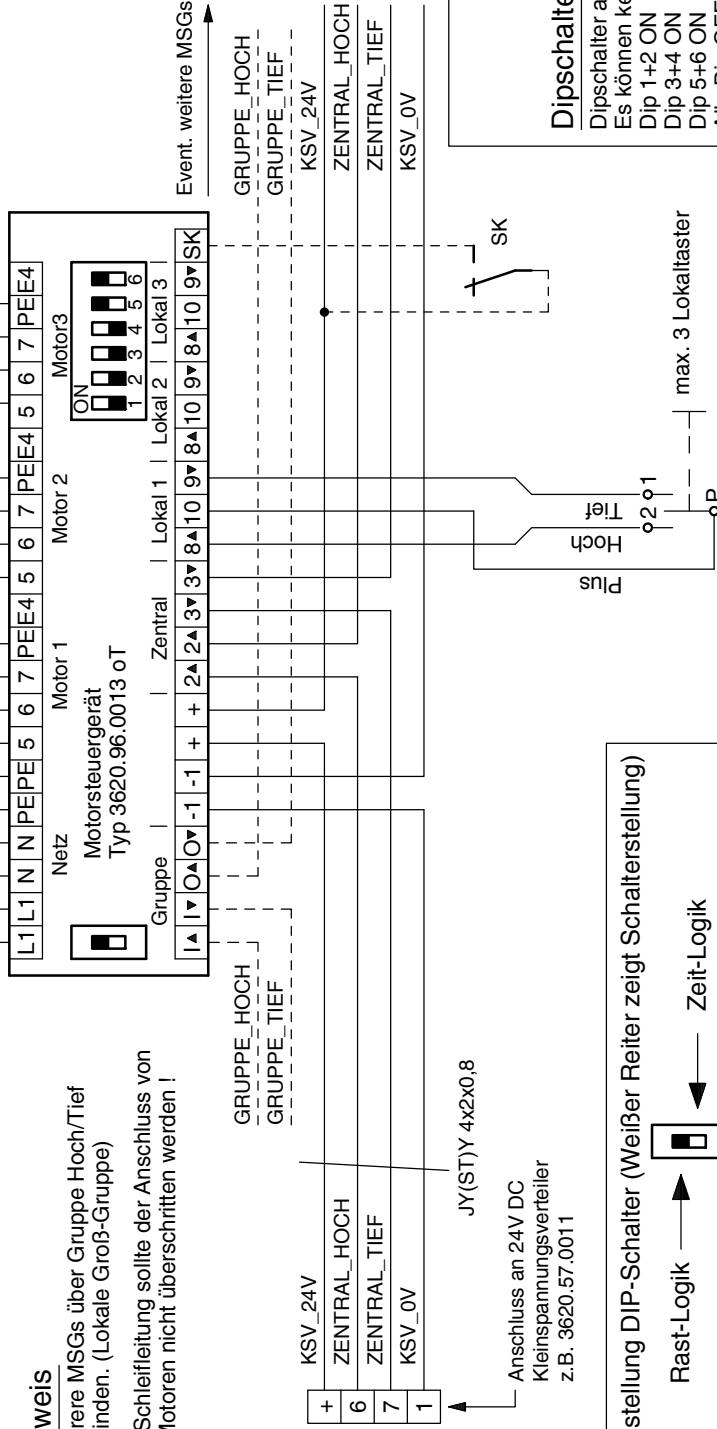 weis
rere MSGs über Gruppe Hoch/Tief
inden. (Lokale Groß-Gruppe)
Schleifleitung sollte der Anschluss von
Motoren nicht überschritten werden !
L1 L1 N N PE PE 5 6 7 PE E4 5 6 7 PE E4 5 6 7 PE E4
Netz Motor 1 Motor 2 Motor3
Motorsteuergerät
Typ 3620.96.0013 oT
ON
1 2 3 4 5 6
Gruppe Zentral Lokal 1 Lokal 2 Lokal 3
I▲ I▼ O▲ O▼ -1 -1 + + 2▲ 2▲ 3▼ 3▼ 8▲ 10 9▼ 8▲ 10 9▼ 8▲ 10 9▼ SK
Event. weitere MSGs
GRUPPE_HOCH
GRUPPE_TIEF
GRUPPE_HOCH
GRUPPE_TIEF
KSV_24V
ZENTRAL_HOCH
ZENTRAL_TIEF
KSV_0V
KSV_24V
ZENTRAL_HOCH
ZENTRAL_TIEF
KSV_0V
+
6
7
1
JY(ST)Y 4x2x0,8
Anschluss an 24V DC
Kleinspannungsverteiler
z.B. 3620.57.0011
SK
Plus
Hoch
Tief
2 1
P
max. 3 Lokaltaster
Dipschalte
Dipschalter a
Es können ke
Dip 1+2 ON
Dip 3+4 ON
Dip 5+6 ON
stellung DIP-Schalter (Weißer Reiter zeigt Schalterstellung)
Rast-Logik
Zeit-Logik